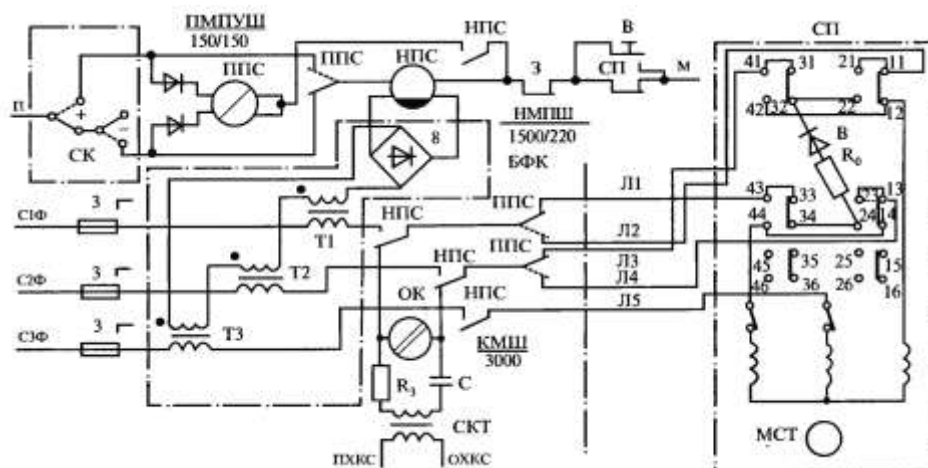 ПМПУШ
150/150
НПС
В
СП
ППС
ППС
НПС
З
СП
М
41
31
21
11
П
+
−
СК
НМПШ
1500/220
БФК
8
42
32
22
12
В
R₀
С1Ф
З
Т1
НПС
ППС
Л1
43
33
23
13
44
34
24
14
Л2
ППС
Л3
Л4
С2Ф
З
Т2
НПС
45
35
25
15
46
36
26
16
ОК
НПС
Л5
С3Ф
З
Т3
КМШ
3000
R₃
С
СКТ
МСТ
ПХКС
ОХКС